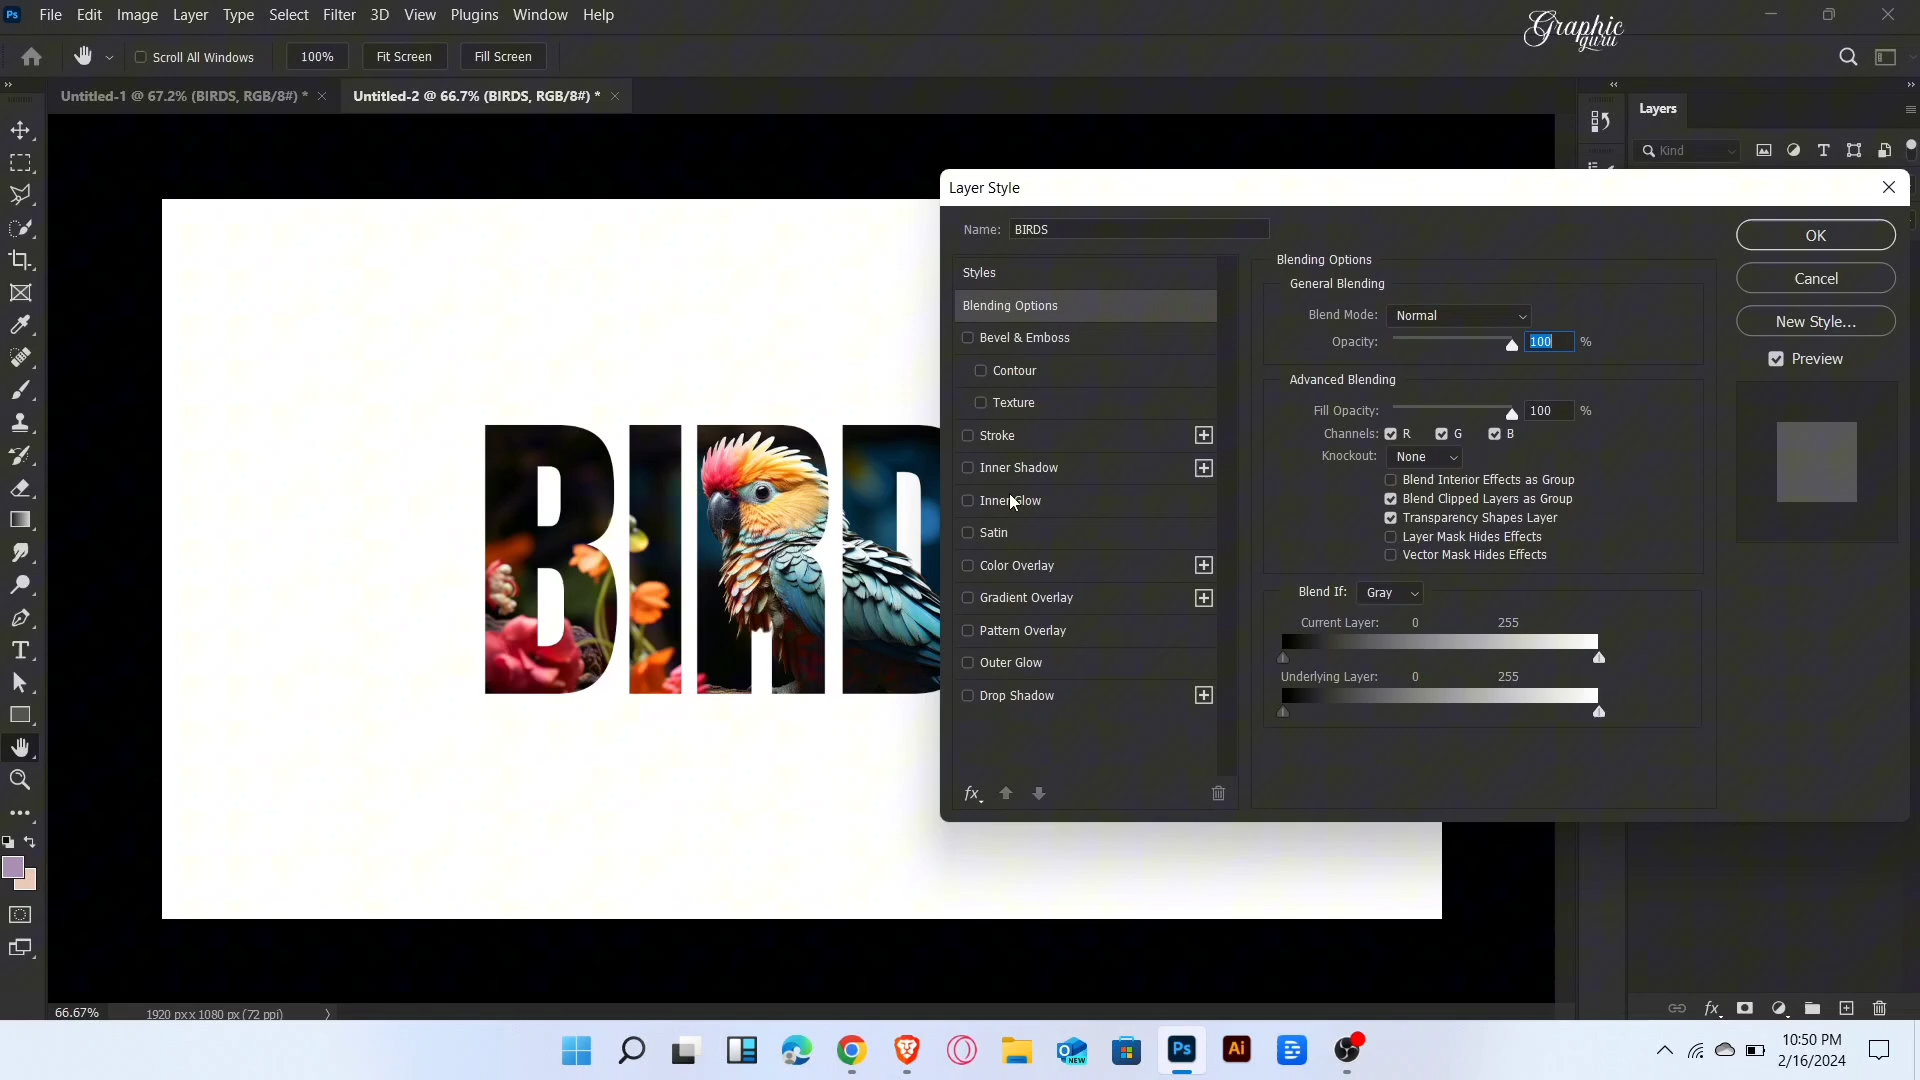 Ps File Edit Image Layer Type Select Filter 3D View Plugins Window Help
Graphic guru
Scroll All Windows 100% Fit Screen Fill Screen
Untitled-1 @ 67.2% (BIRDS, RGB/8#) * Untitled-2 @ 66.7% (BIRDS, RGB/8#) *
Layers
Kind
Layer Style
Name: BIRDS
OK
Cancel
New Style...
Preview
Styles
Blending Options
Bevel & Emboss
Contour
Texture
Stroke
Inner Shadow
Inner Glow
Satin
Color Overlay
Gradient Overlay
Pattern Overlay
Outer Glow
Drop Shadow
fx
Blending Options
General Blending
Blend Mode: Normal
Opacity: 100 %
Advanced Blending
Fill Opacity: 100 %
Channels: R G B
Knockout: None
Blend Interior Effects as Group
Blend Clipped Layers as Group
Transparency Shapes Layer
Layer Mask Hides Effects
Vector Mask Hides Effects
Blend If: Gray
Current Layer: 0 255
Underlying Layer: 0 255
BIRD
66.67% 1920 px x 1080 px (72 ppi)
fx
NEW
Ps Ai
10:50 PM
2/16/2024